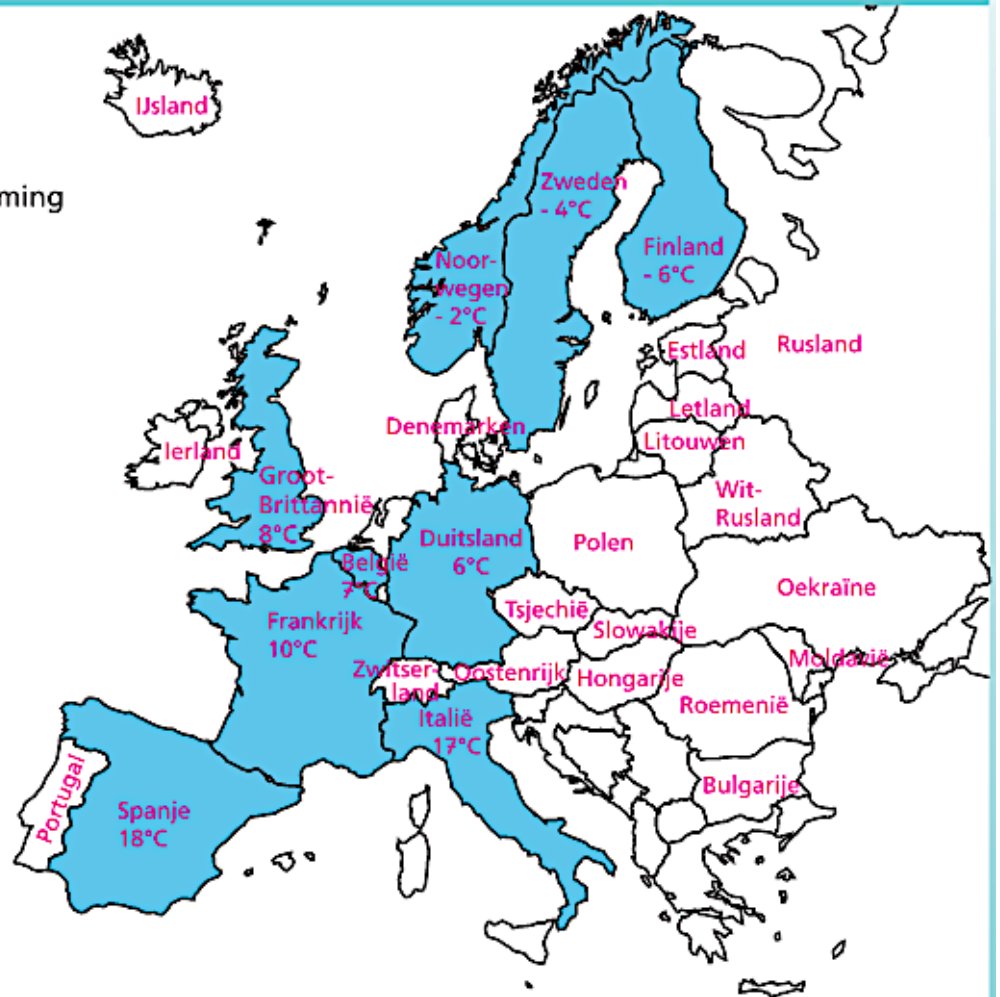 IJsland
ming
Zweden
- 4°C
Finland
- 6°C
Noor-
wegen
- 2°C
Estland
Rusland
Letland
Denemarken
Litouwen
Ierland
Groot-
Brittannië
8°C
Wit-
Rusland
Duitsland
6°C
Polen
België
7°C
Oekraïne
Tsjechië
Frankrijk
10°C
Slowakije
Moldavië
Zwitser-
land
Oostenrijk
Hongarije
Roemenië
Italië
17°C
Bulgarije
Portugal
Spanje
18°C